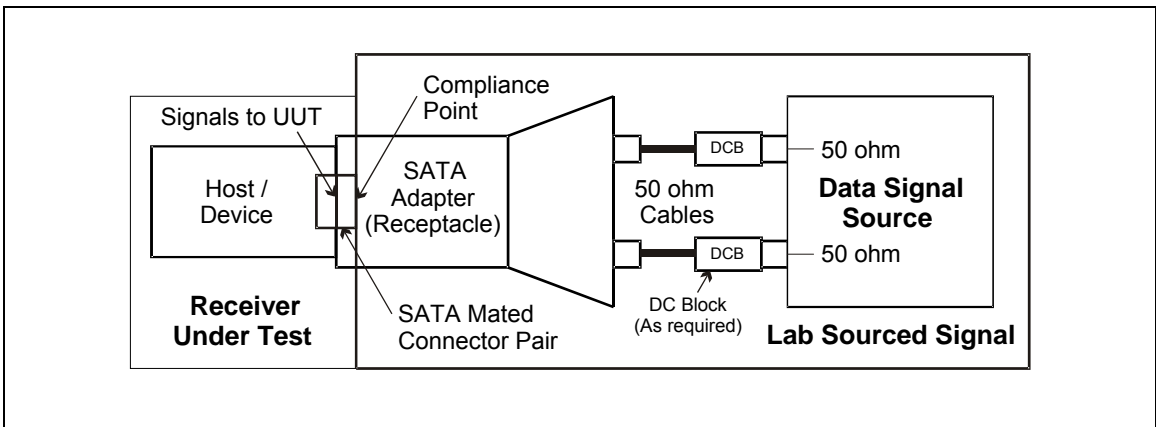 Compliance
Point
Signals to UUT
Host /
Device
SATA
Adapter
(Receptacle)
50 ohm
Cables
DCB
DCB
50 ohm
Data Signal
Source
50 ohm
DC Block
(As required)
Receiver
Under Test
SATA Mated
Connector Pair
Lab Sourced Signal